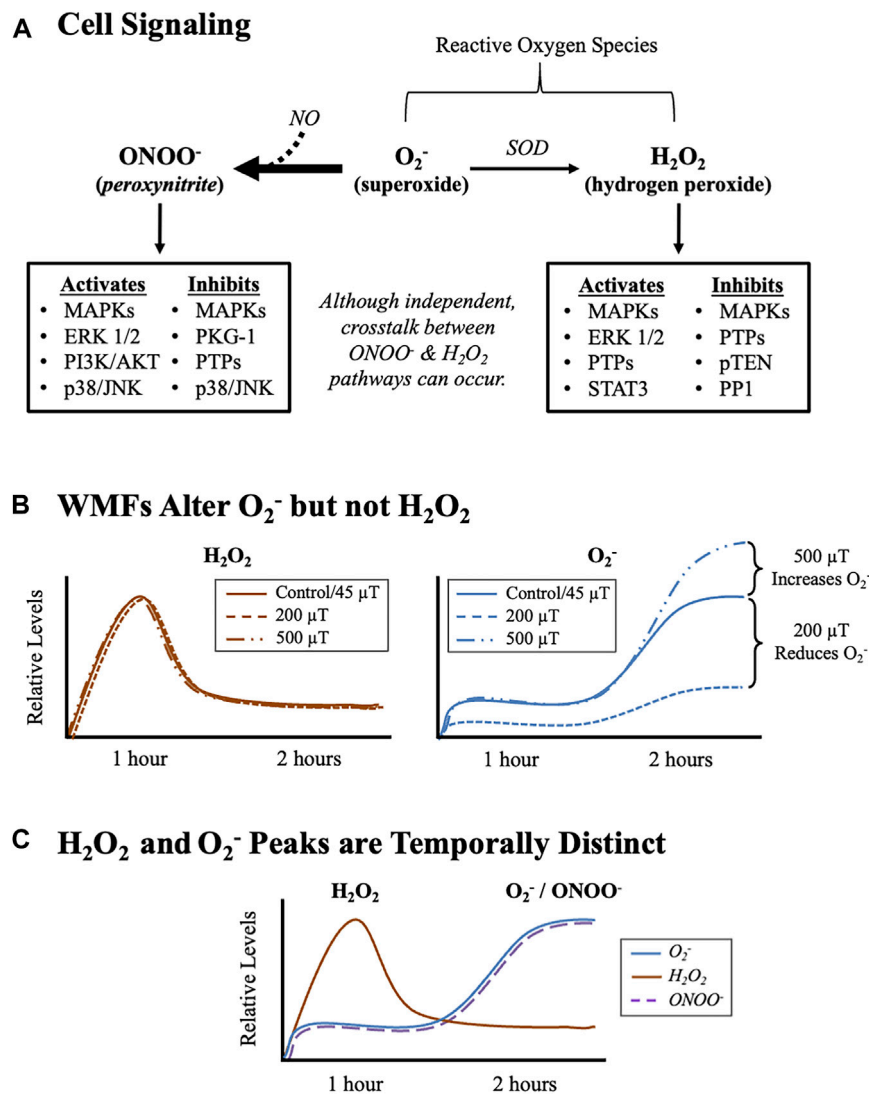 A Cell Signaling
Reactive Oxygen Species
NO
ONOO⁻
(peroxynitrite)
O₂⁻
(superoxide)
SOD
H₂O₂
(hydrogen peroxide)
Activates
• MAPKs
• ERK 1/2
• PI3K/AKT
• p38/JNK
Inhibits
• MAPKs
• PKG-1
• PTPs
• p38/JNK
Although independent,
crosstalk between
ONOO⁻ & H₂O₂
pathways can occur.
Activates
• MAPKs
• ERK 1/2
• PTPs
• STAT3
Inhibits
• MAPKs
• PTPs
• pTEN
• PP1
B WMFs Alter O₂⁻ but not H₂O₂
H₂O₂
Control/45 µT
200 µT
500 µT
Relative Levels
1 hour
2 hours
O₂⁻
Control/45 µT
200 µT
500 µT
500 µT
Increases O₂⁻
200 µT
Reduces O₂⁻
1 hour
2 hours
C H₂O₂ and O₂⁻ Peaks are Temporally Distinct
H₂O₂
O₂⁻ / ONOO⁻
Relative Levels
O₂⁻
H₂O₂
ONOO⁻
1 hour
2 hours